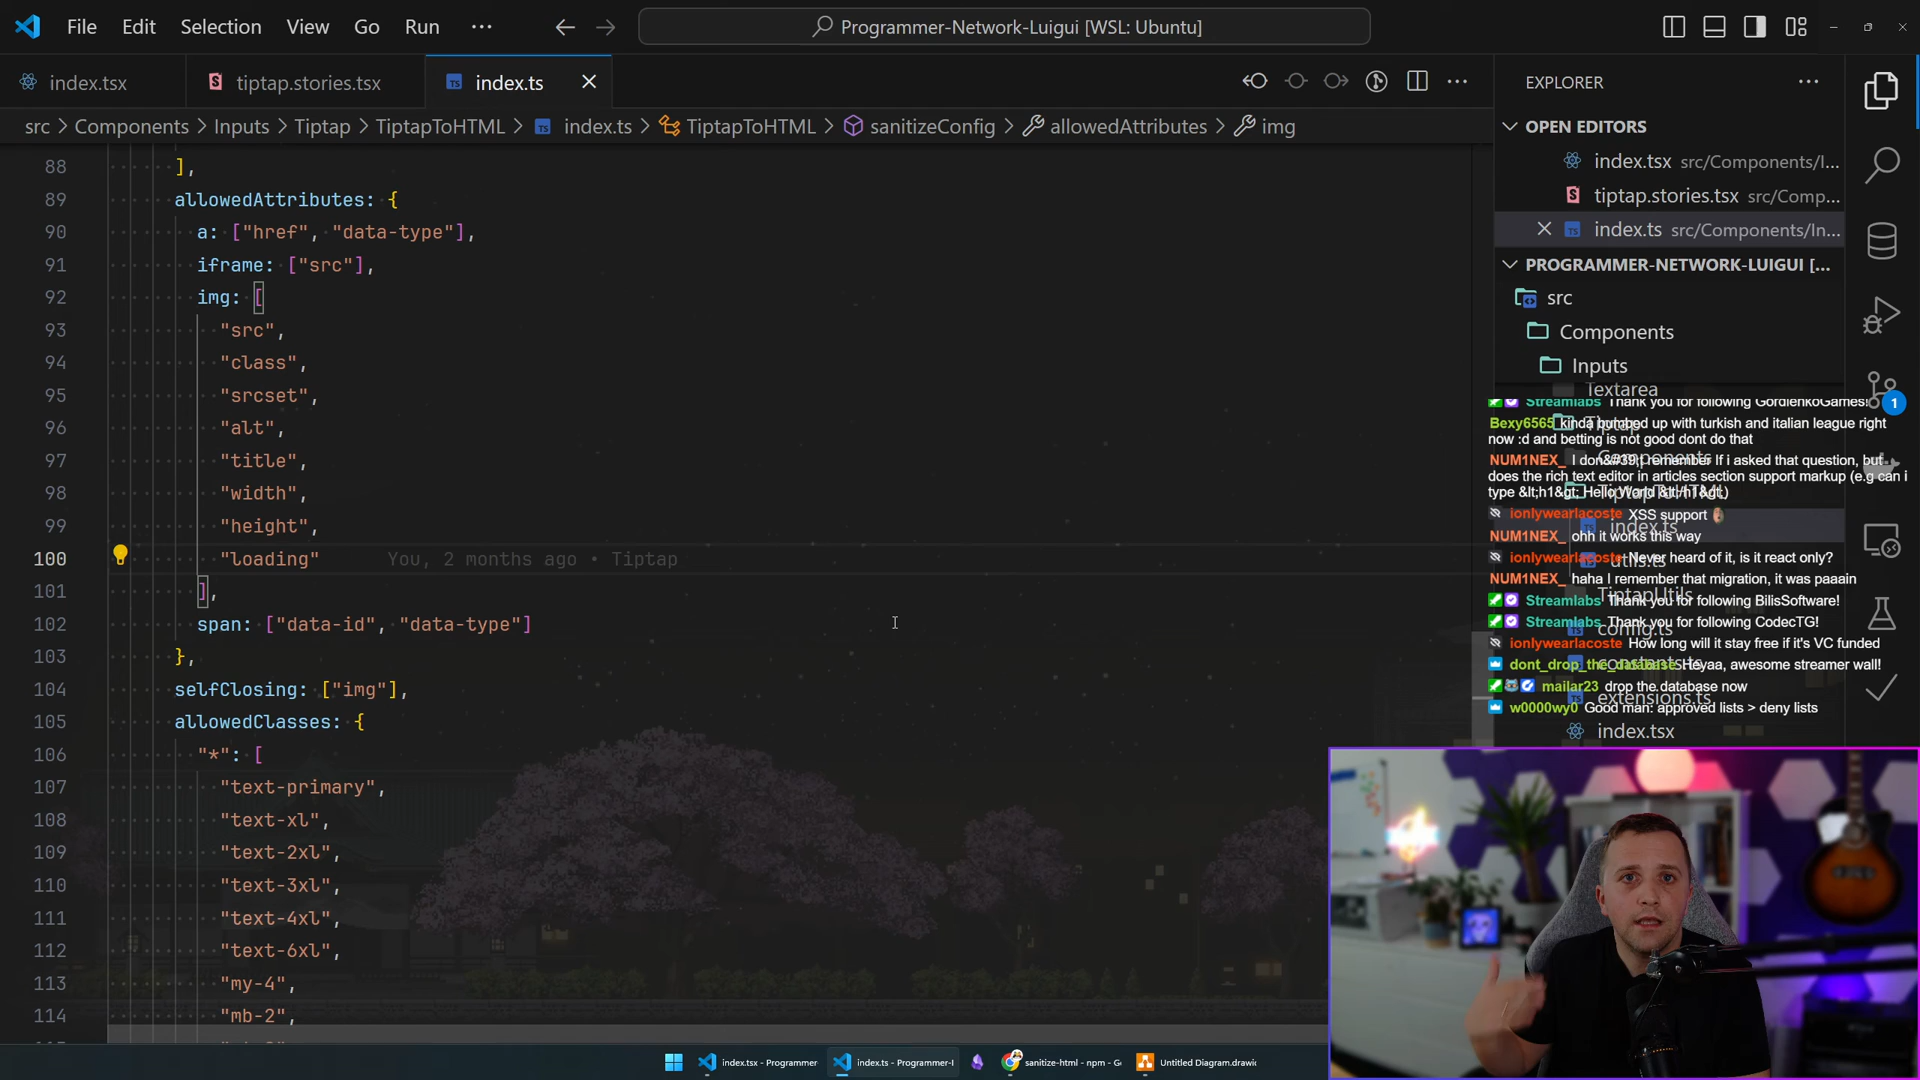 File Edit Selection View Go Run ···
Programmer-Network-Luigui [WSL: Ubuntu]
index.tsx
tiptap.stories.tsx
index.ts
src > Components > Inputs > Tiptap > TiptapToHTML > index.ts > TiptapToHTML > sanitizeConfig > allowedAttributes > img
88 ],
89 allowedAttributes: {
90 a: ["href", "data-type"],
91 iframe: ["src"],
92 img: [
93 "src",
94 "class",
95 "srcset",
96 "alt",
97 "title",
98 "width",
99 "height",
100 "loading" You, 2 months ago • Tiptap
101 ],
102 span: ["data-id", "data-type"]
103 },
104 selfClosing: ["img"],
105 allowedClasses: {
106 "*": [
107 "text-primary",
108 "text-xl",
109 "text-2xl",
110 "text-3xl",
111 "text-4xl",
112 "text-6xl",
113 "my-4",
114 "mb-2",
EXPLORER
OPEN EDITORS
index.tsx src/Components/I...
tiptap.stories.tsx src/Comp...
index.ts src/Components/In...
PROGRAMMER-NETWORK-LUIGUI [...
src
Components
Inputs
Textarea
Tiptap
Components
TiptapToHTML
index.ts
utils.ts
TiptapUtils
config.ts
constants.ts
extensions.ts
index.tsx
1
Streamlabs Thank you for following GordienkoGames!
Bexy6565 kinda bumbed up with turkish and italian league right
now :d and betting is not good dont do that
NUM1NEX_ I don&#39;t remember If i asked that question, but
does the rich text editor in articles section support markup (e.g can i
type &lt;h1&gt; Hello World &lt;/h1&gt;)
ionlywearlacoste XSS support
NUM1NEX_ ohh it works this way
ionlywearlacoste Never heard of it, is it react only?
NUM1NEX_ haha I remember that migration, it was paaain
Streamlabs Thank you for following BilisSoftware!
Streamlabs Thank you for following CodecTG!
ionlywearlacoste How long will it stay free if it's VC funded
dont_drop_the_database Heyaa, awesome streamer wall!
mailar23 drop the database now
w0000wy0 Good man: approved lists > deny lists
index.tsx - Programmer
index.ts - Programmer-I
sanitize-html - npm - Go
Untitled Diagram.drawio